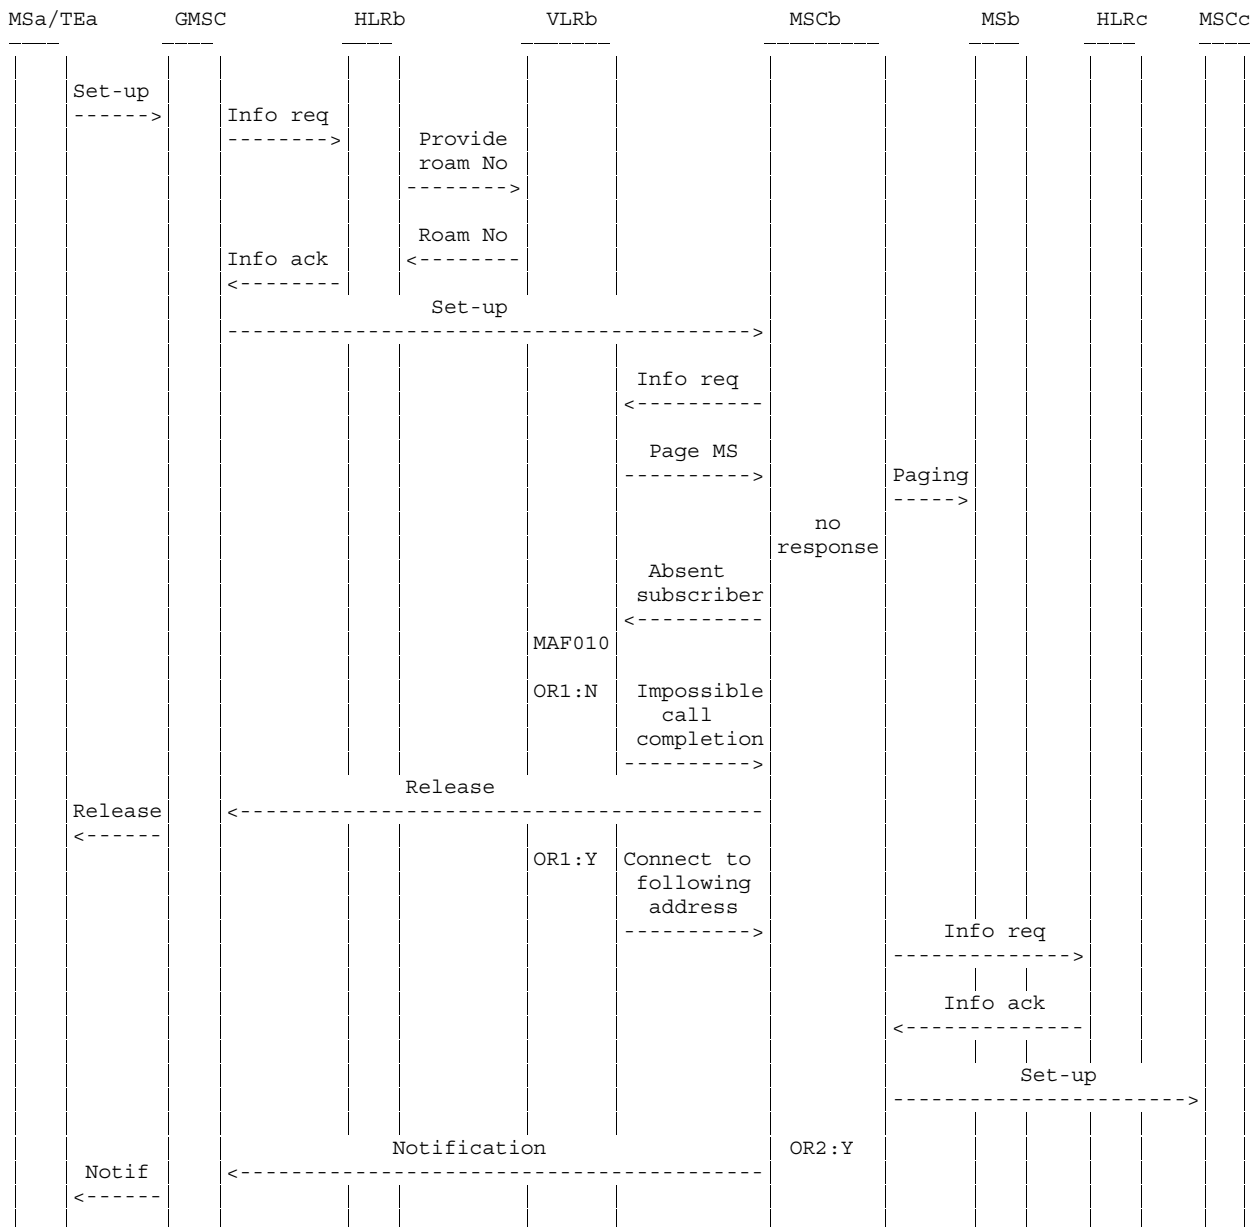 MSa/TEa GMSC HLRb VLRb MSCb MSb HLRc MSCc
Set-up
------> Info req
--------> Provide
roam No
-------->
Roam No
Info ack <--------
<--------
Set-up
----------------------------------------->
Info req
<----------
Page MS
----------> Paging
----->
no
response
Absent
subscriber
<----------
MAF010
OR1:N Impossible
call
completion
---------->
Release
Release <-----------------------------------------
<------
OR1:Y Connect to
following
address
----------> Info req
-------------->
Info ack
<--------------
Set-up
----------------------->
Notification OR2:Y
Notif <-----------------------------------------
<------